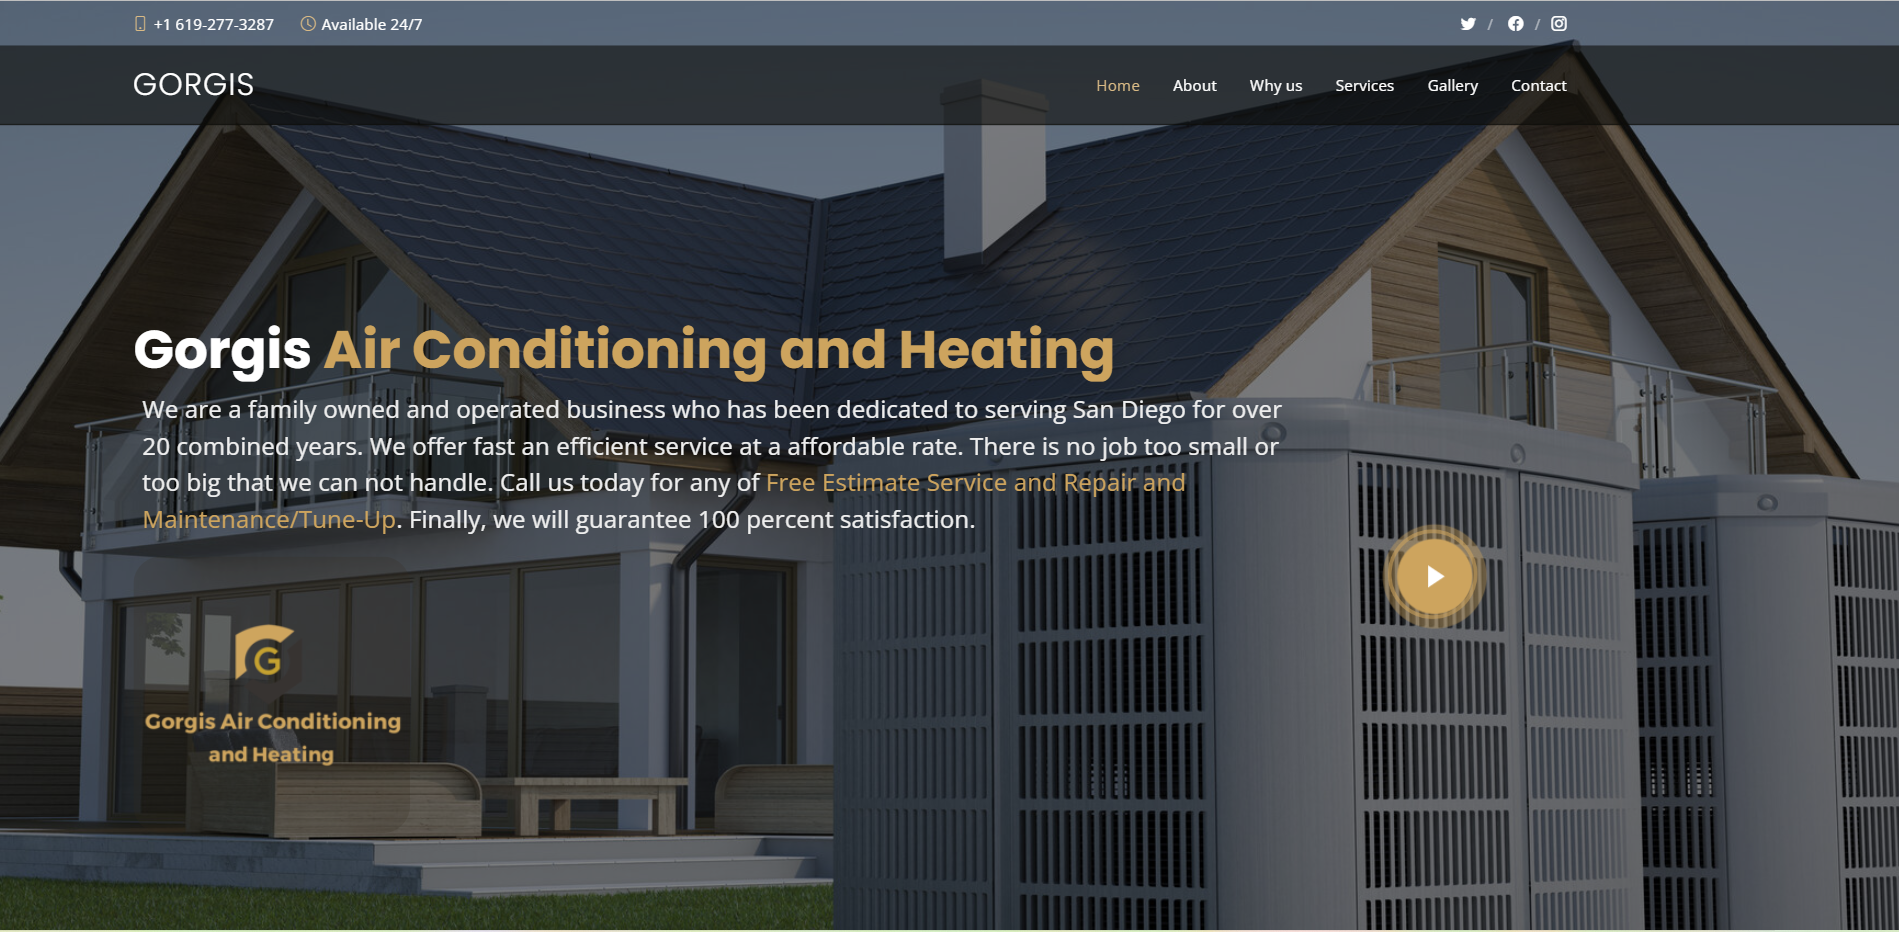 +1 619-277-3287 Available 24/7 / /
GORGIS Home About Why us Services Gallery Contact
Gorgis Air Conditioning and Heating
We are a family owned and operated business who has been dedicated to serving San Diego for over
20 combined years. We offer fast an efficient service at a affordable rate. There is no job too small or
too big that we can not handle. Call us today for any of Free Estimate Service and Repair and
Maintenance/Tune-Up. Finally, we will guarantee 100 percent satisfaction.
G
Gorgis Air Conditioning
and Heating